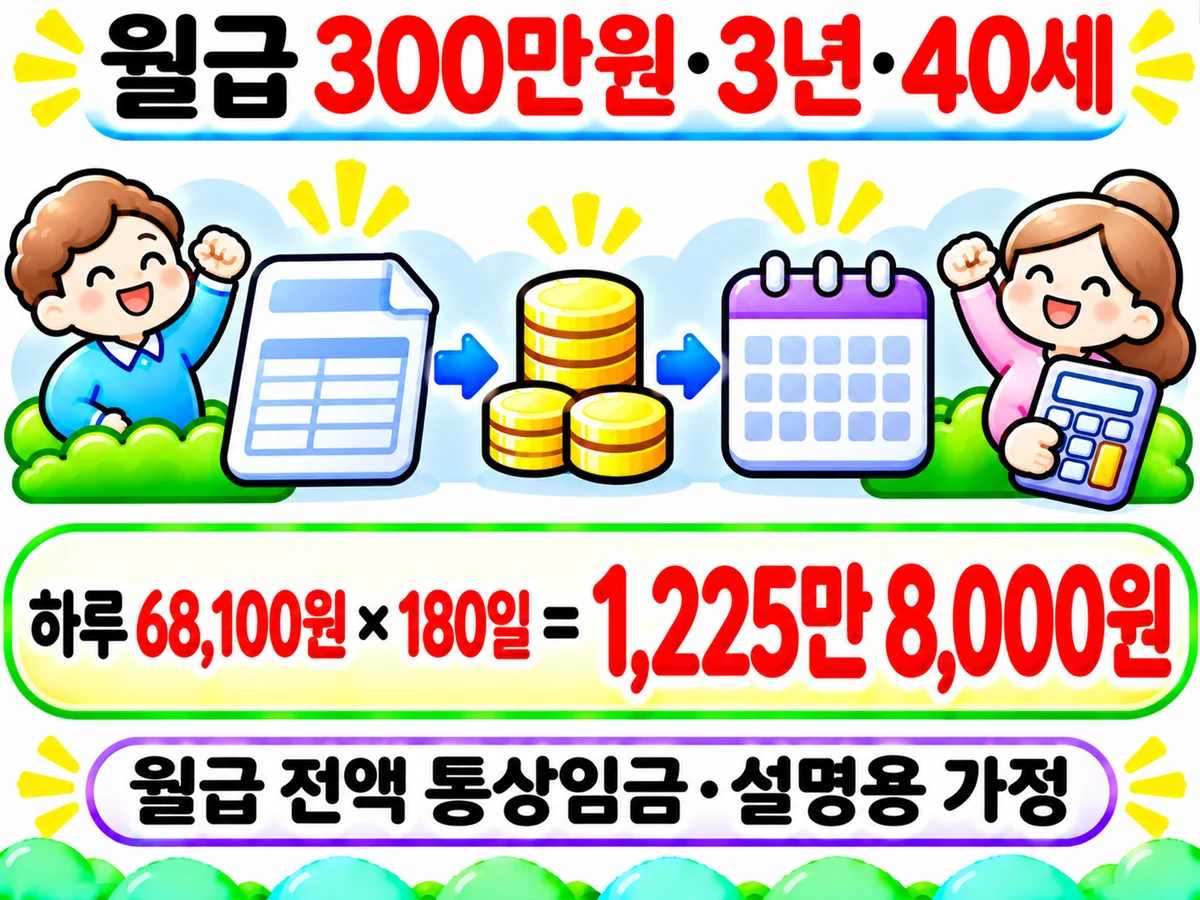 월급 300만원·3년·40세
하루 68,100원 × 180일 = 1,225만 8,000원
월급 전액 통상임금·설명용 가정